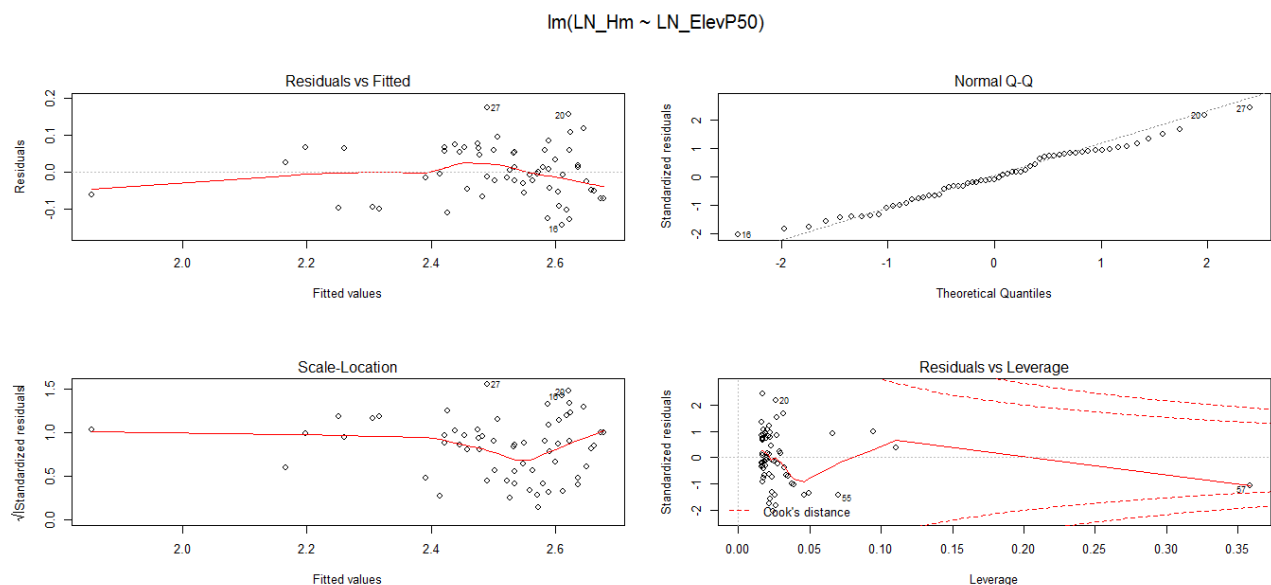 lm(LN_Hm ~ LN_ElevP50)
Residuals vs Fitted
Residuals
0.2
0.1
0.0
-0.1
27
20
16
2.0 2.2 2.4 2.6
Fitted values
Normal Q-Q
Standardized residuals
2
1
0
-1
-2
20
27
16
-2 -1 0 1 2
Theoretical Quantiles
Scale-Location
√|Standardized residuals|
1.5
1.0
0.5
0.0
27
16
20
2.0 2.2 2.4 2.6
Fitted values
Residuals vs Leverage
Standardized residuals
2
1
0
-1
-2
20
55
57
Cook's distance
0.00 0.05 0.10 0.15 0.20 0.25 0.30 0.35
Leverage